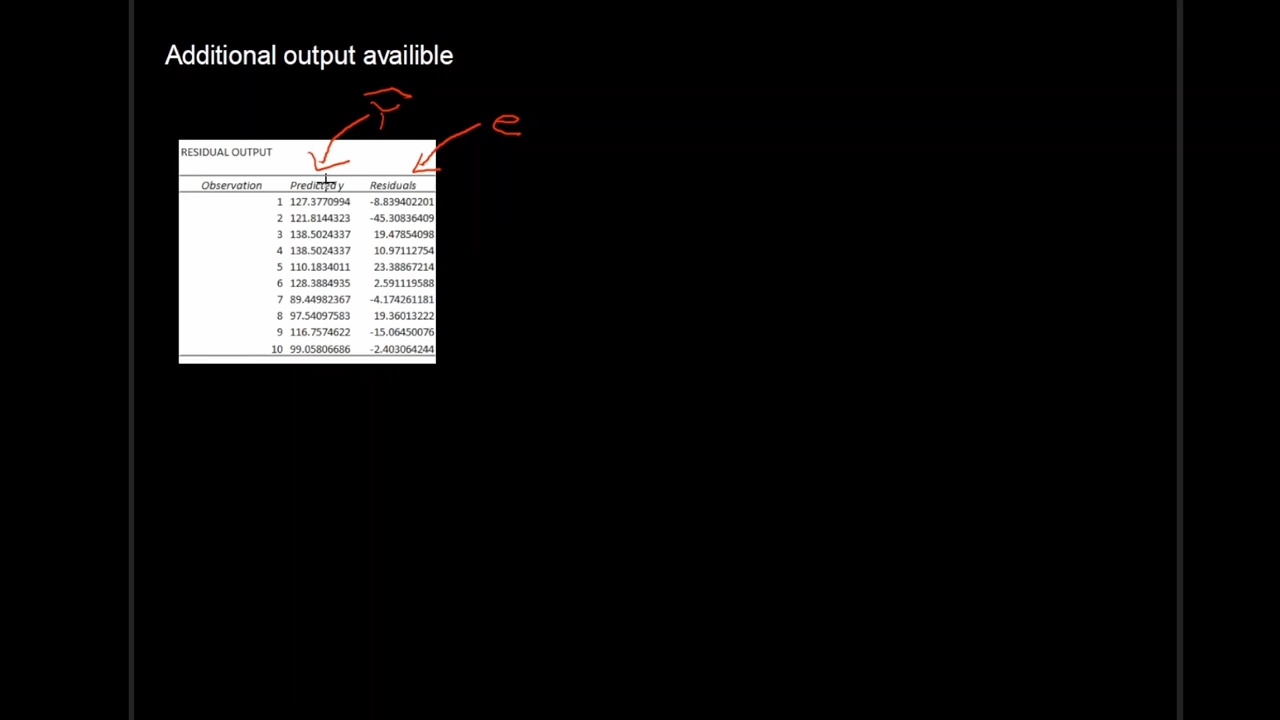 Additional output availible
Ŷ
e
RESIDUAL OUTPUT
Observation Predicted y Residuals
1 127.3770994 -8.839402201
2 121.8144323 -45.30836409
3 138.5024337 19.47854098
4 138.5024337 10.97112754
5 110.1834011 23.38867214
6 128.3884935 2.591119588
7 89.44982367 -4.174261181
8 97.54097583 19.36013222
9 116.7574622 -15.06450076
10 99.05806686 -2.403064244